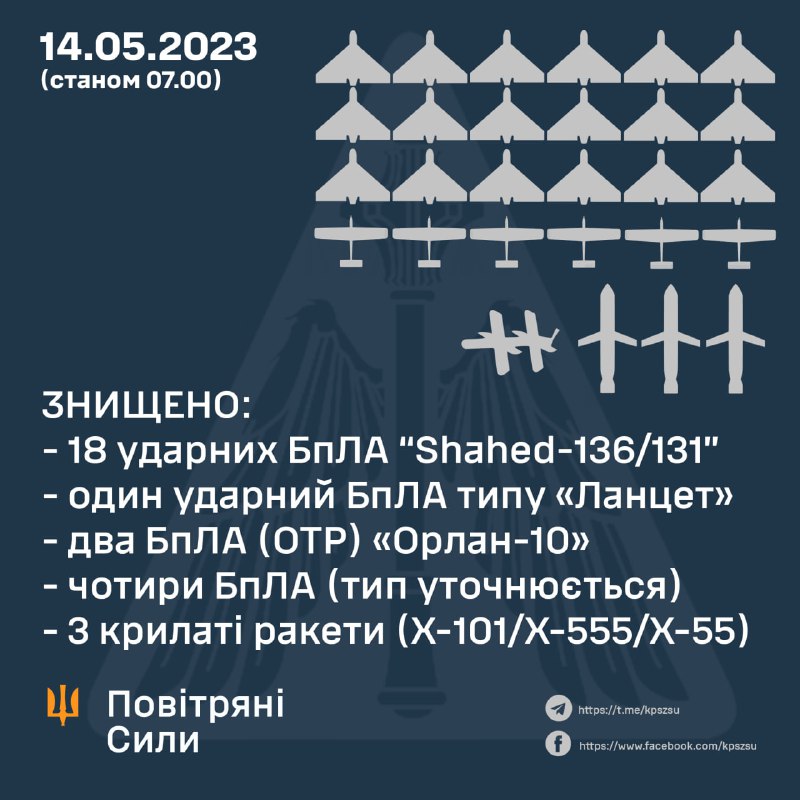 14.05.2023
(станом 07.00)
ЗНИЩЕНО:
- 18 ударних БпЛА “Shahed-136/131”
- один ударний БпЛА типу «Ланцет»
- два БпЛА (ОТР) «Орлан-10»
- чотири БпЛА (тип уточнюється)
- 3 крилаті ракети (Х-101/Х-555/Х-55)
Повітряні
Сили
https://t.me/kpszsu
https://www.facebook.com/kpszsu